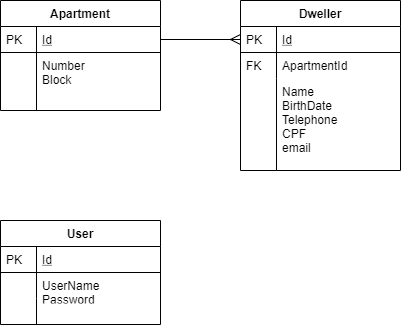 Apartment
PK Id
Number
Block
Dweller
PK Id
FK ApartmentId
Name
BirthDate
Telephone
CPF
email
User
PK Id
UserName
Password